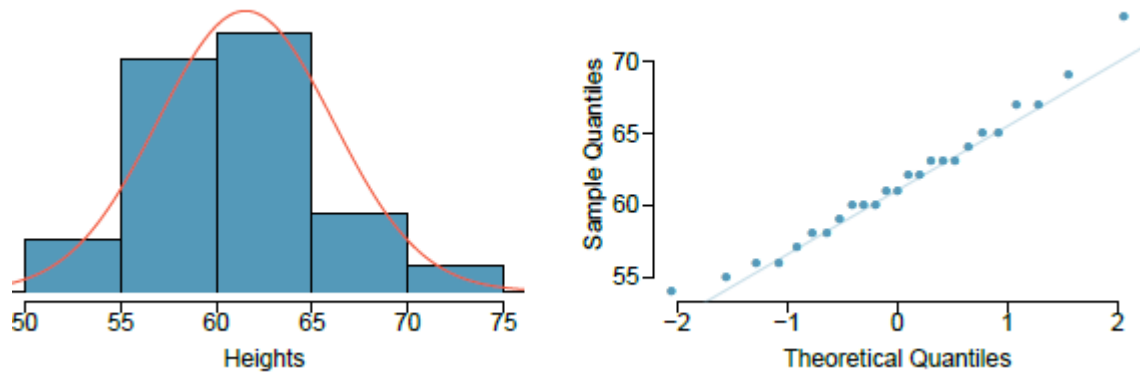 50 55 60 65 70 75
Heights
Sample Quantiles
70
65
60
55
−2 −1 0 1 2
Theoretical Quantiles